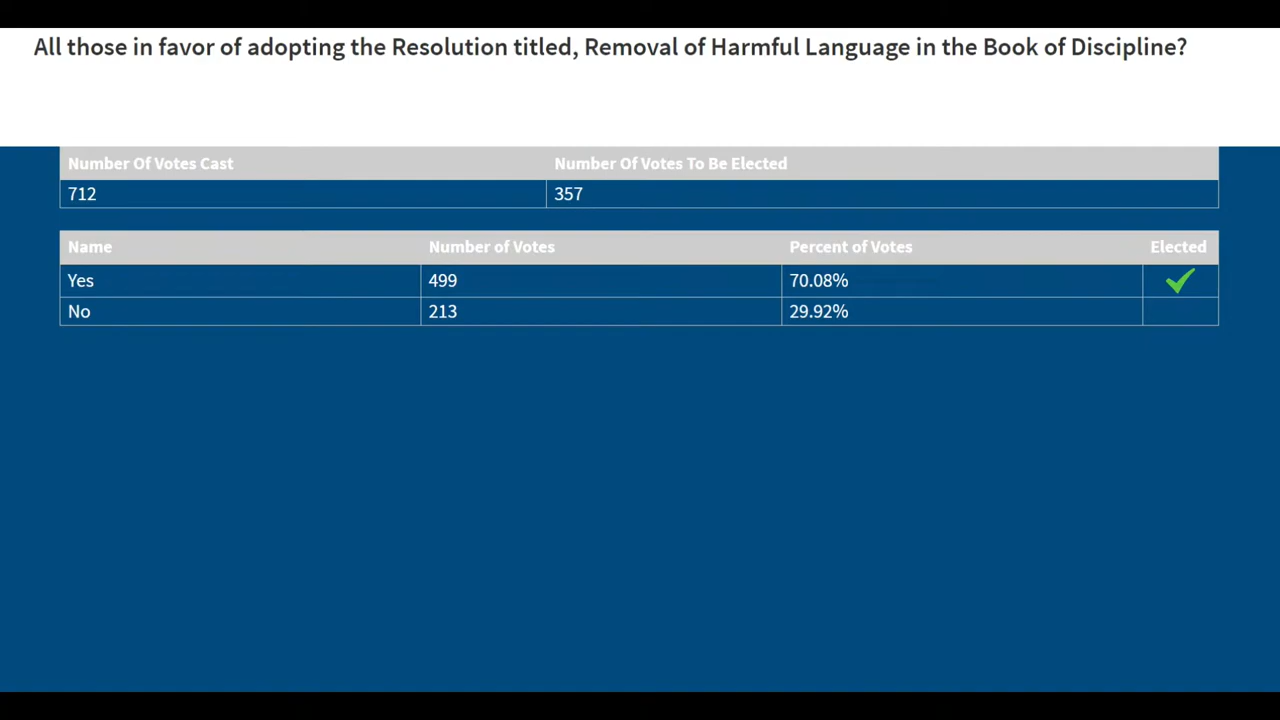 All those in favor of adopting the Resolution titled, Removal of Harmful Language in the Book of Discipline?
Number Of Votes Cast Number Of Votes To Be Elected
712 357
Name Number of Votes Percent of Votes Elected
Yes 499 70.08%
No 213 29.92%